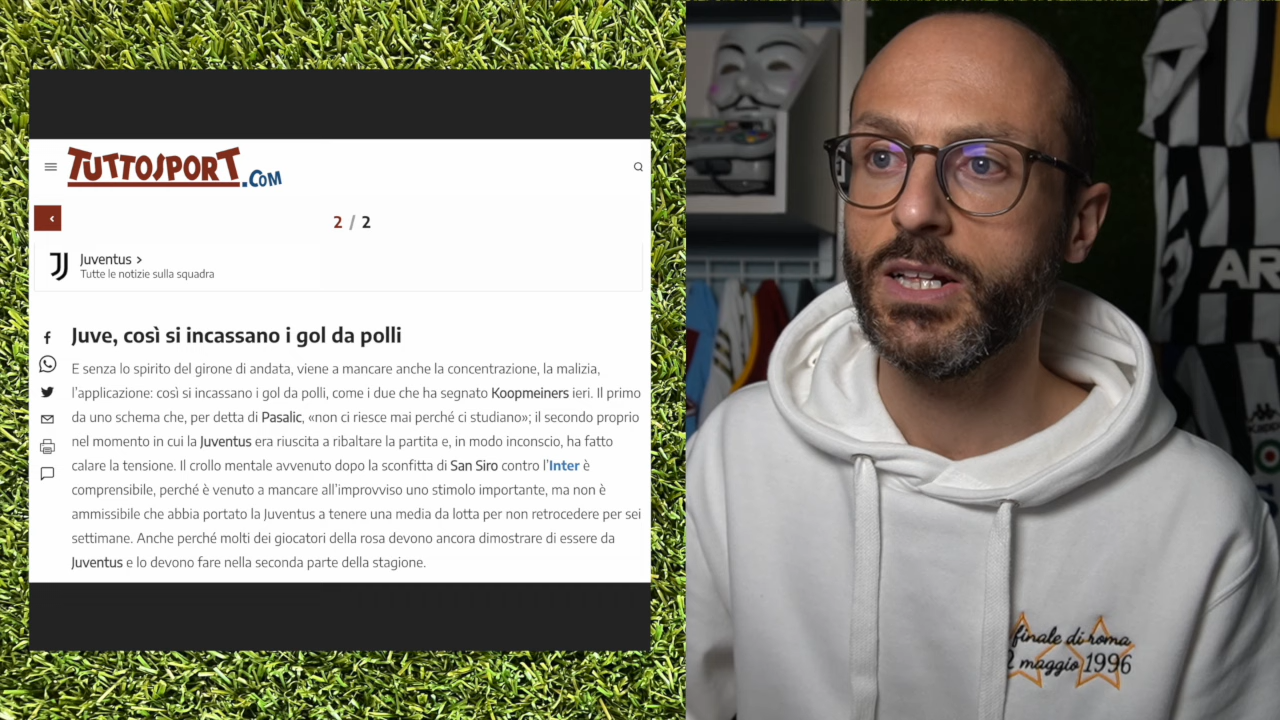 TUTTOSPORT.COM
2 / 2
Juventus >
Tutte le notizie sulla squadra
Juve, così si incassano i gol da polli
E senza lo spirito del girone di andata, viene a mancare anche la concentrazione, la malizia,
l'applicazione: così si incassano i gol da polli, come i due che ha segnato Koopmeiners ieri. Il primo
da uno schema che, per detta di Pasalic, «non ci riesce mai perché ci studiano»; il secondo proprio
nel momento in cui la Juventus era riuscita a ribaltare la partita e, in modo inconscio, ha fatto
calare la tensione. Il crollo mentale avvenuto dopo la sconfitta di San Siro contro l'Inter è
comprensibile, perché è venuto a mancare all'improvviso uno stimolo importante, ma non è
ammissibile che abbia portato la Juventus a tenere una media da lotta per non retrocedere per sei
settimane. Anche perché molti dei giocatori della rosa devono ancora dimostrare di essere da
Juventus e lo devono fare nella seconda parte della stagione.
AR
finale di roma
2 maggio 1996